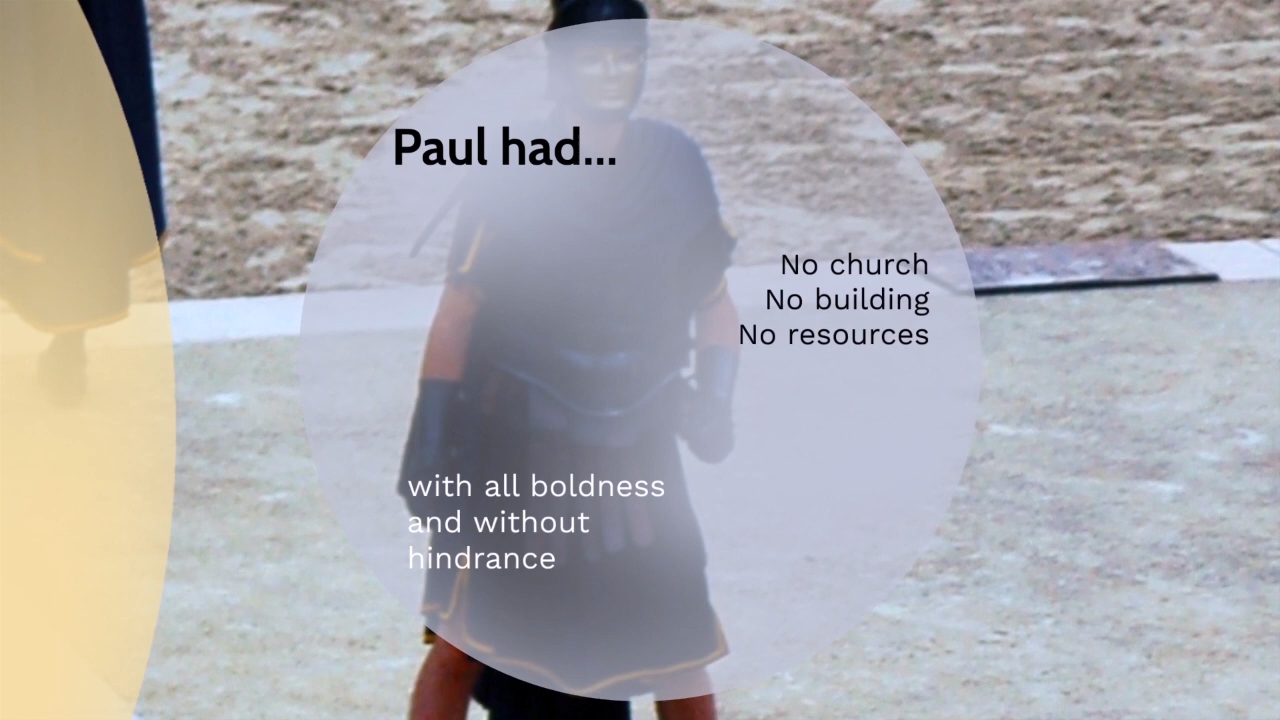 Paul had...
No church
No building
No resources
with all boldness
and without
hindrance